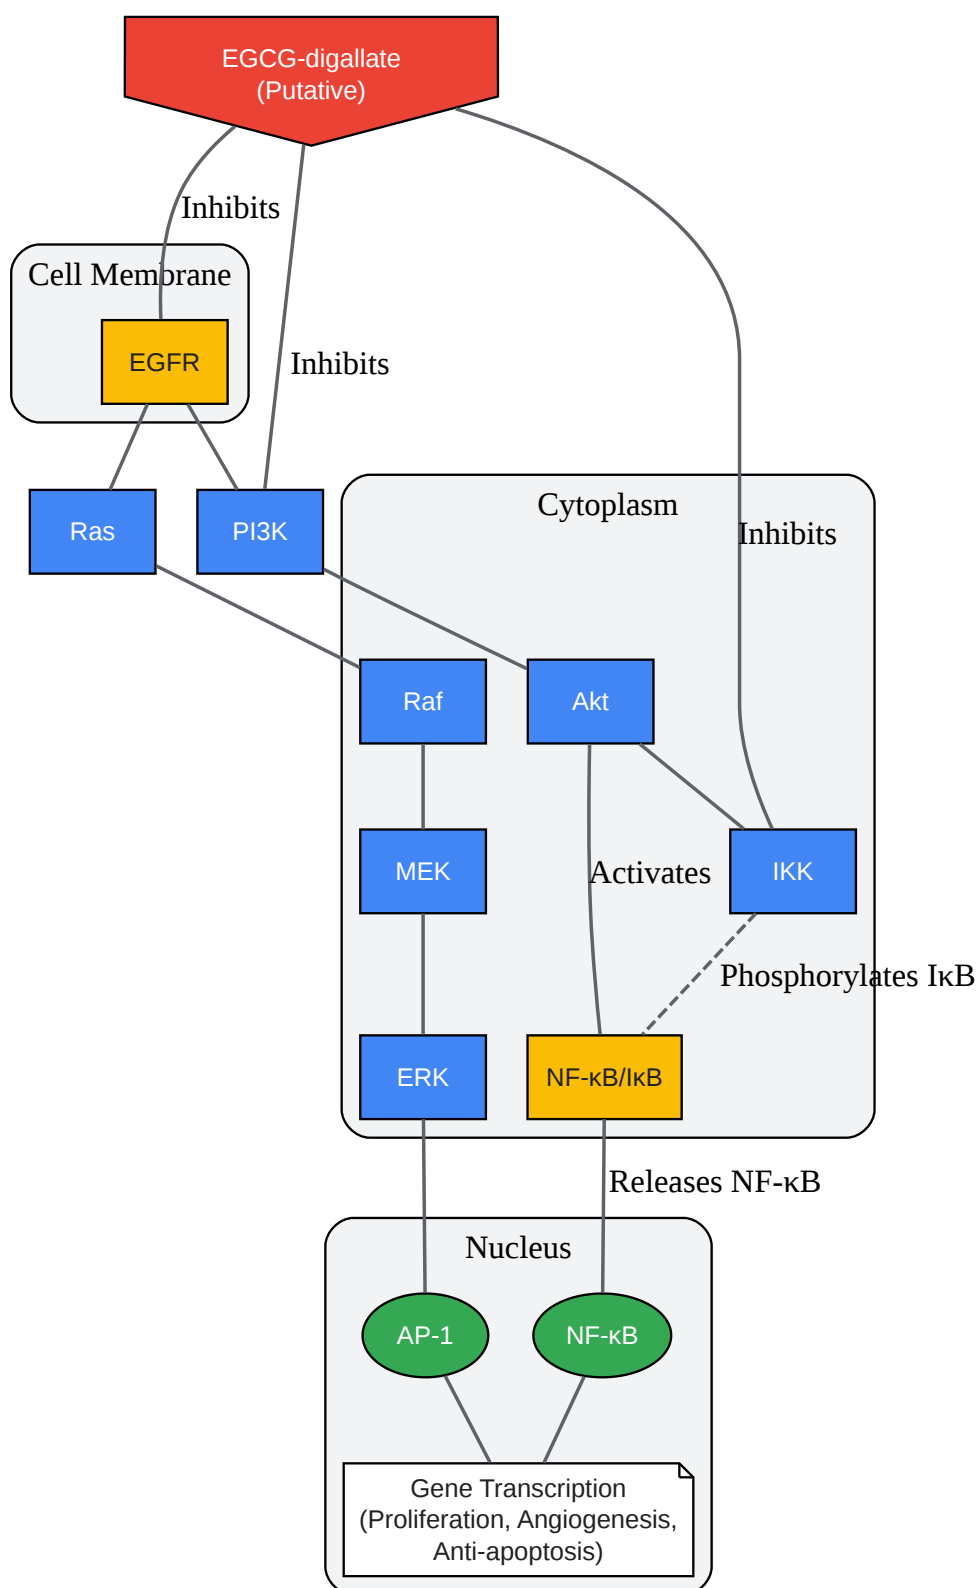 EGCG-digallate
(Putative)
Inhibits
Cell Membrane
EGFR
Inhibits
Ras
PI3K
Cytoplasm
Inhibits
Raf
Akt
MEK
Activates
IKK
Phosphorylates IκB
ERK
NF-κB/IκB
Releases NF-κB
Nucleus
AP-1
NF-κB
Gene Transcription
(Proliferation, Angiogenesis,
Anti-apoptosis)